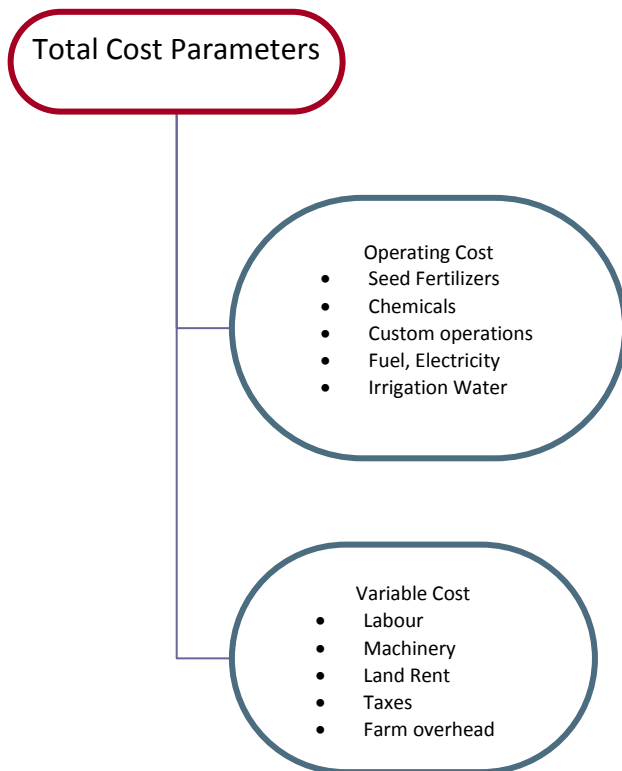 Total Cost Parameters
Operating Cost
• Seed Fertilizers
• Chemicals
• Custom operations
• Fuel, Electricity
• Irrigation Water
Variable Cost
• Labour
• Machinery
• Land Rent
• Taxes
• Farm overhead